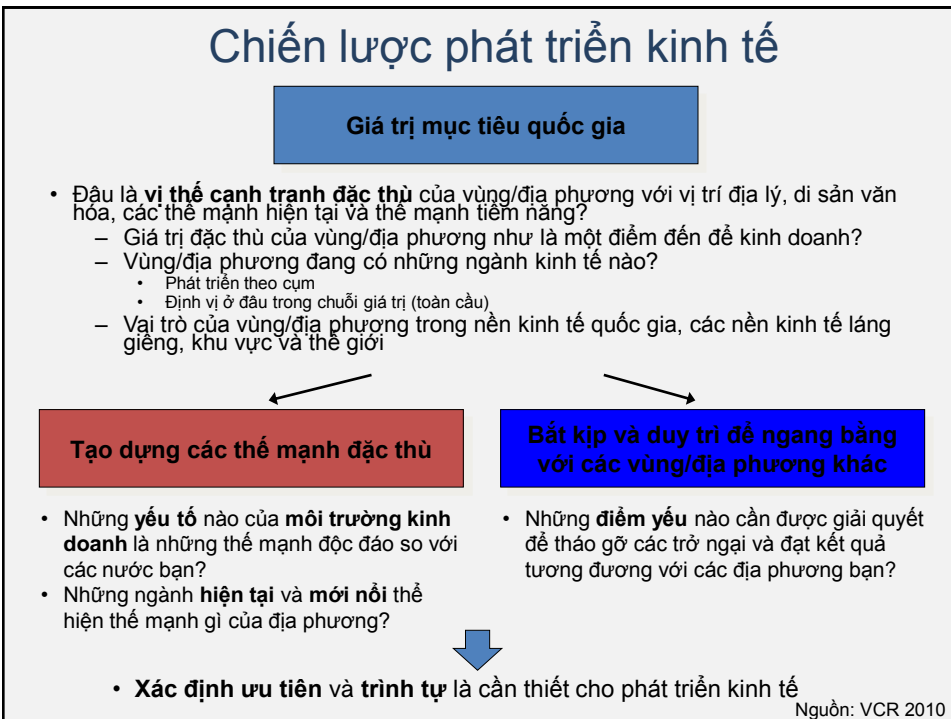 Chiến lược phát triển kinh tế
Giá trị mục tiêu quốc gia
• Đâu là vị thế cạnh tranh đặc thù của vùng/địa phương với vị trí địa lý, di sản văn
hóa, các thế mạnh hiện tại và thế mạnh tiềm năng?
– Giá trị đặc thù của vùng/địa phương như là một điểm đến để kinh doanh?
– Vùng/địa phương đang có những ngành kinh tế nào?
• Phát triển theo cụm
• Định vị ở đâu trong chuỗi giá trị (toàn cầu)
– Vai trò của vùng/địa phương trong nền kinh tế quốc gia, các nền kinh tế láng
giềng, khu vực và thế giới
Tạo dựng các thế mạnh đặc thù
• Những yếu tố nào của môi trường kinh
doanh là những thế mạnh độc đáo so với
các nước bạn?
• Những ngành hiện tại và mới nổi thể
hiện thế mạnh gì của địa phương?
Bắt kịp và duy trì để ngang bằng
với các vùng/địa phương khác
• Những điểm yếu nào cần được giải quyết
để tháo gỡ các trở ngại và đạt kết quả
tương đương với các địa phương bạn?
• Xác định ưu tiên và trình tự là cần thiết cho phát triển kinh tế
Nguồn: VCR 2010